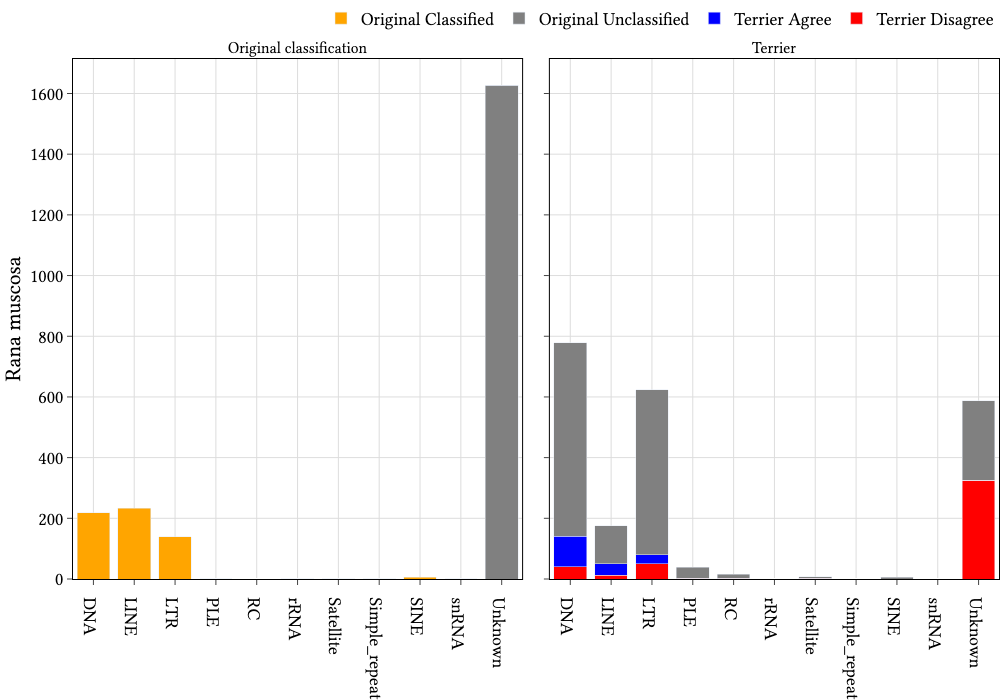 Original Classified Original Unclassified Terrier Agree Terrier Disagree
Original classification Terrier
Rana muscosa
1600
1400
1200
1000
800
600
400
200
0
DNA LINE LTR PLE RC rRNA Satellite Simple_repeat SINE snRNA Unknown
DNA LINE LTR PLE RC rRNA Satellite Simple_repeat SINE snRNA Unknown